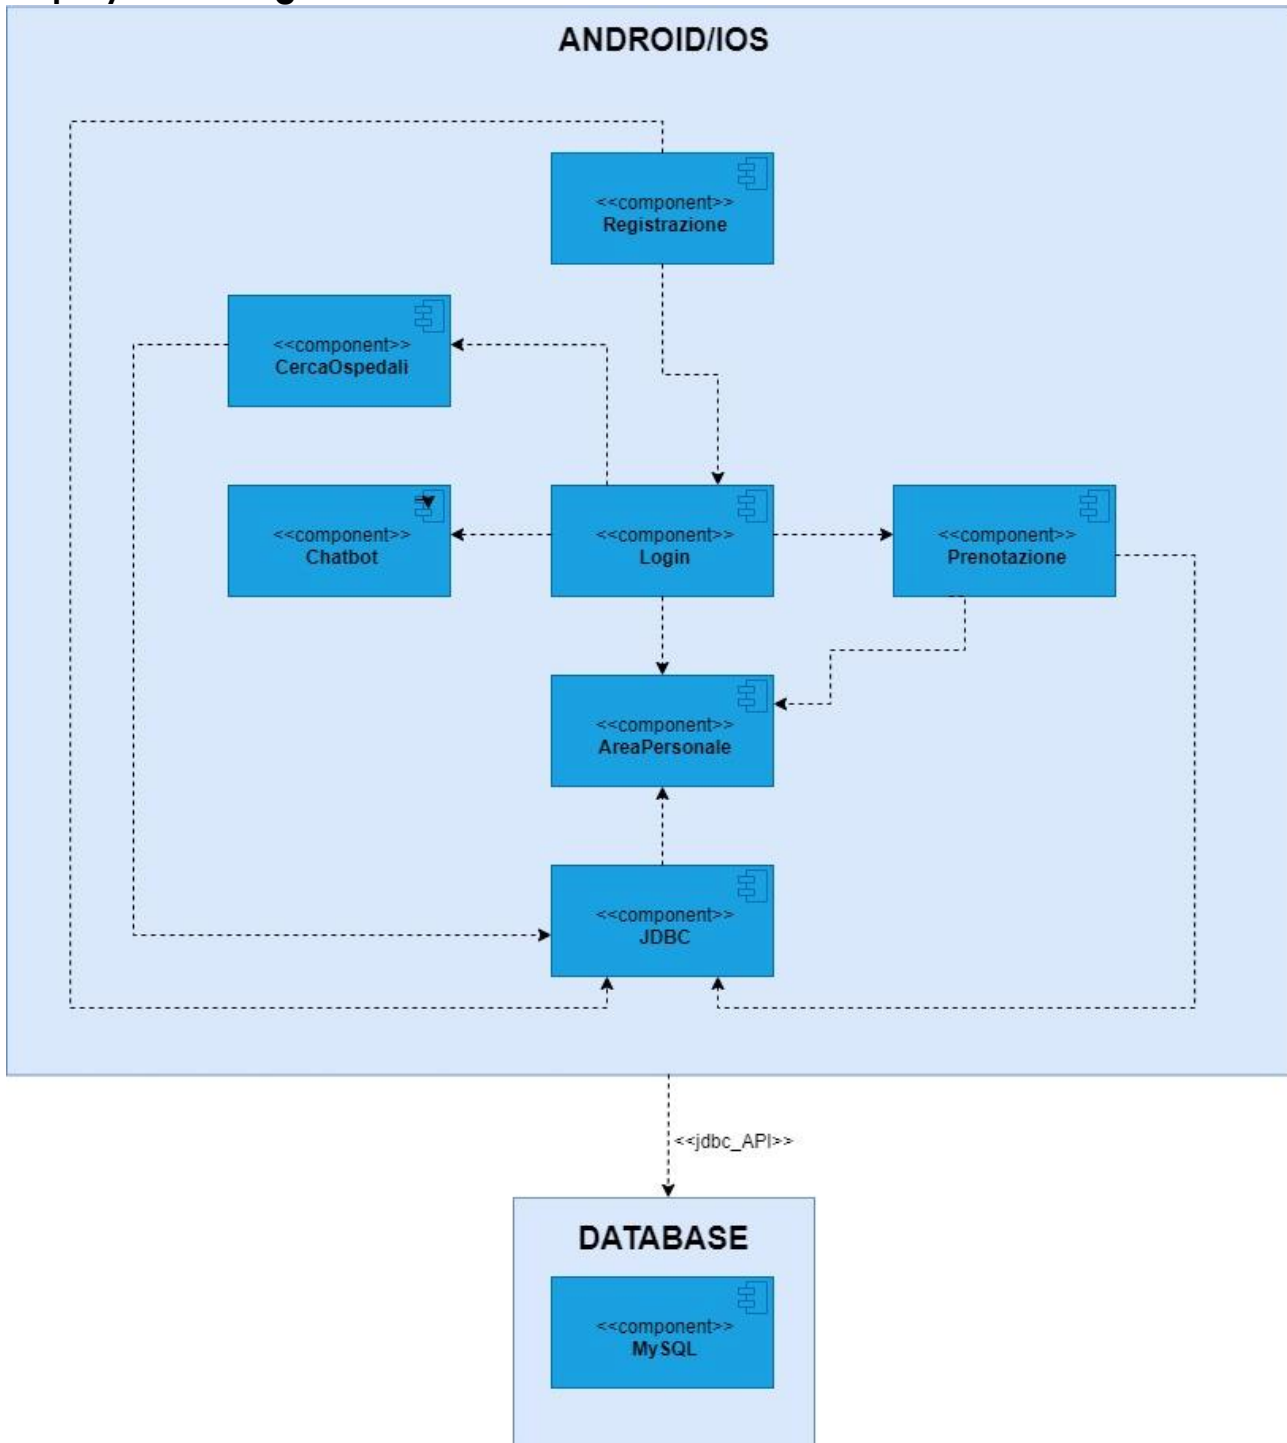 ANDROID/IOS
<<component>>
Registrazione
<<component>>
CercaOspedali
<<component>>
Chatbot
<<component>>
Login
<<component>>
Prenotazione
<<component>>
AreaPersonale
<<component>>
JDBC
<<jdbc_API>>
DATABASE
<<component>>
MySQL